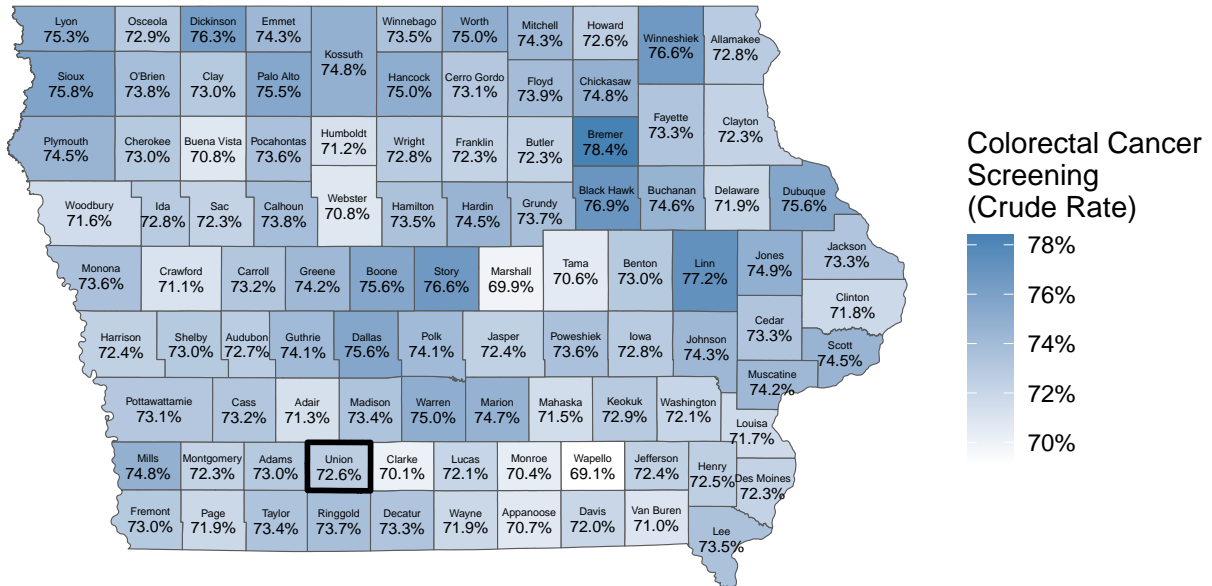 Lyon
75.3%
Osceola
72.9%
Dickinson
76.3%
Emmet
74.3%
Kossuth
74.8%
Winnebago
73.5%
Worth
75.0%
Mitchell
74.3%
Howard
72.6%
Winneshiek
76.6%
Allamakee
72.8%
Sioux
75.8%
O'Brien
73.8%
Clay
73.0%
Palo Alto
75.5%
Hancock
75.0%
Cerro Gordo
73.1%
Floyd
73.9%
Chickasaw
74.8%
Fayette
73.3%
Clayton
72.3%
Plymouth
74.5%
Cherokee
73.0%
Buena Vista
70.8%
Pocahontas
73.6%
Humboldt
71.2%
Wright
72.8%
Franklin
72.3%
Butler
72.3%
Bremer
78.4%
Woodbury
71.6%
Ida
72.8%
Sac
72.3%
Calhoun
73.8%
Webster
70.8%
Hamilton
73.5%
Hardin
74.5%
Grundy
73.7%
Black Hawk
76.9%
Buchanan
74.6%
Delaware
71.9%
Dubuque
75.6%
Monona
73.6%
Crawford
71.1%
Carroll
73.2%
Greene
74.2%
Boone
75.6%
Story
76.6%
Marshall
69.9%
Tama
70.6%
Benton
73.0%
Linn
77.2%
Jones
74.9%
Jackson
73.3%
Clinton
71.8%
Harrison
72.4%
Shelby
73.0%
Audubon
72.7%
Guthrie
74.1%
Dallas
75.6%
Polk
74.1%
Jasper
72.4%
Poweshiek
73.6%
Iowa
72.8%
Johnson
74.3%
Cedar
73.3%
Scott
74.5%
Muscatine
74.2%
Pottawattamie
73.1%
Cass
73.2%
Adair
71.3%
Madison
73.4%
Warren
75.0%
Marion
74.7%
Mahaska
71.5%
Keokuk
72.9%
Washington
72.1%
Louisa
71.7%
Mills
74.8%
Montgomery
72.3%
Adams
73.0%
Union
72.6%
Clarke
70.1%
Lucas
72.1%
Monroe
70.4%
Wapello
69.1%
Jefferson
72.4%
Henry
72.5%
Des Moines
72.3%
Fremont
73.0%
Page
71.9%
Taylor
73.4%
Ringgold
73.7%
Decatur
73.3%
Wayne
71.9%
Appanoose
70.7%
Davis
72.0%
Van Buren
71.0%
Lee
73.5%
Colorectal Cancer
Screening
(Crude Rate)
78%
76%
74%
72%
70%